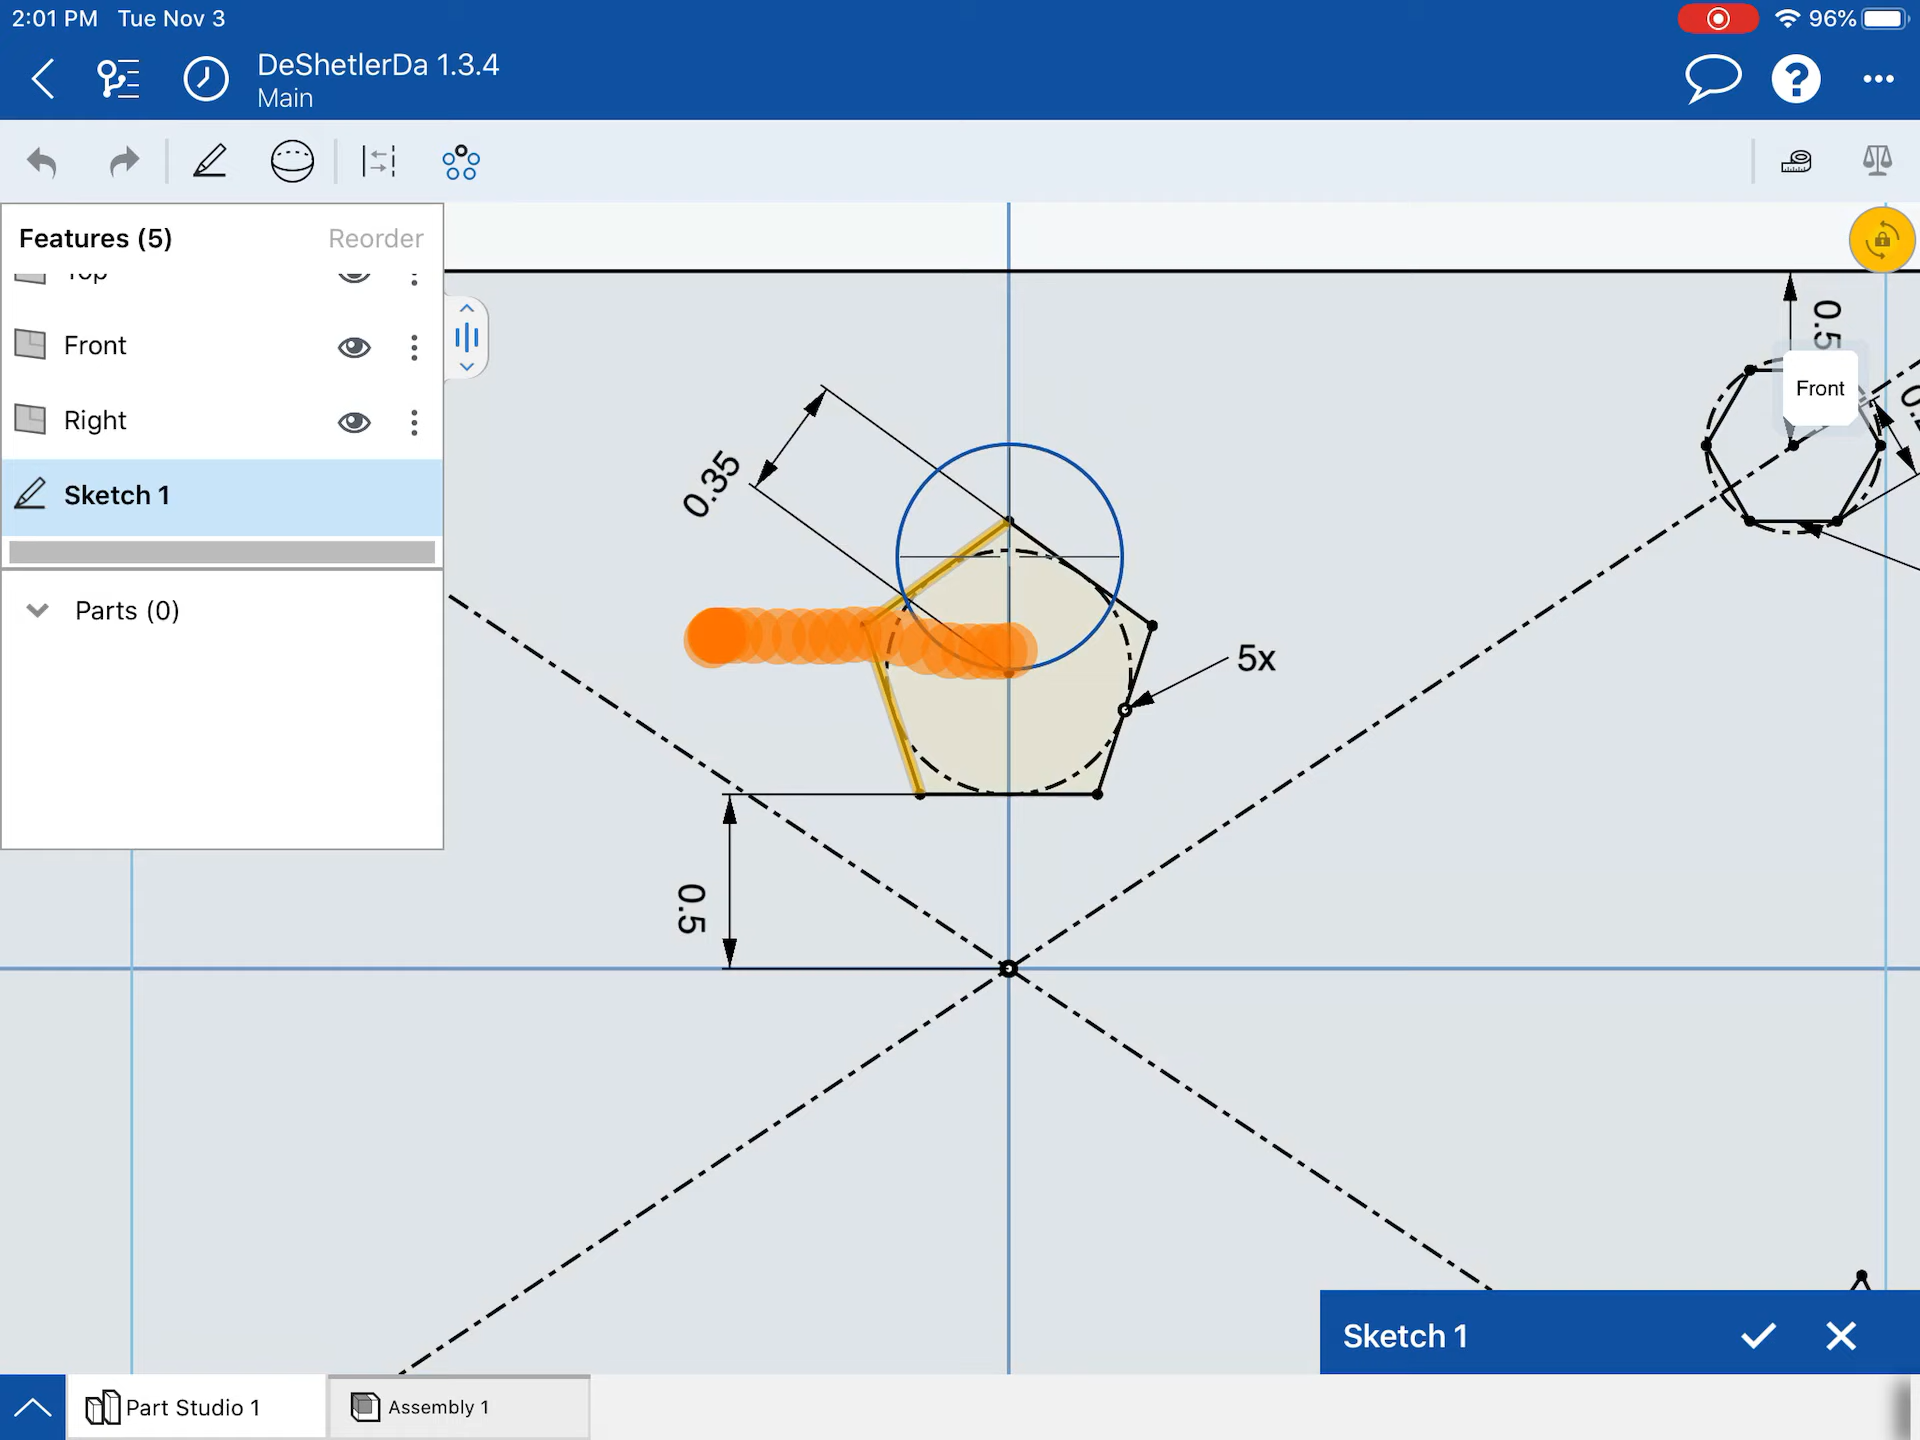 2:01 PM Tue Nov 3
96%
DeShetlerDa 1.3.4
Main
Features (5)
Reorder
Top
Front
Right
Sketch 1
Parts (0)
0.35
5x
0.5
0.5
Front
Sketch 1
Part Studio 1
Assembly 1